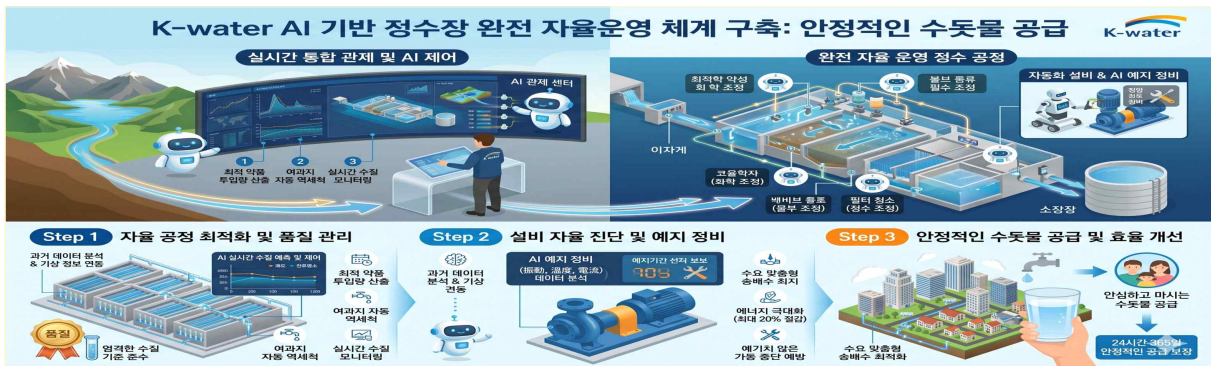 K-water AI 기반 정수장 완전 자율운영 체계 구축: 안정적인 수돗물 공급
K-water
실시간 통합 관제 및 AI 제어
AI 관제 센터
1
2
3
최적 약품
투입량 산출
여과지
자동 역세척
실시간 수질
모니터링
K-water
완전 자율 운영 정수 공정
최적학 약성
회학 조정
볼브 통류
필수 조정
자동화 설비 & AI 예지 정비
이자게
코율학자
(화학 조정)
(물부 조정)
필터 청소
(정수 조정)
소장장
Step 1 자율 공정 최적화 및 품질 관리
과거 데이터 분석
& 기상 정보 연동
AI 실시간 수질 예측 및 제어
품질
엄격한 수질
기준 준수
여과지
자동 역세척
최적 약품
투입량 산출
여과지 자동
역세척
실시간 수질
모니터링
Step 2 설비 자율 진단 및 예지 정비
과거 데이터
분석 & 기상
연동
AI 예지 정비
(振動, 溫度, 電流)
데이터 분석
예지기간 선격 보보
수요 맞춤형
송배수 최지
에너지 극대화
(최대 20% 절감)
예기치 않은
가동 중단 예방
Step 3 안정적인 수돗물 공급 및 효율 개선
수요 맞춤형
송배수 최적화
안심하고 마시는
수돗물 공급
24시간 365일
안정적인 공급 보장